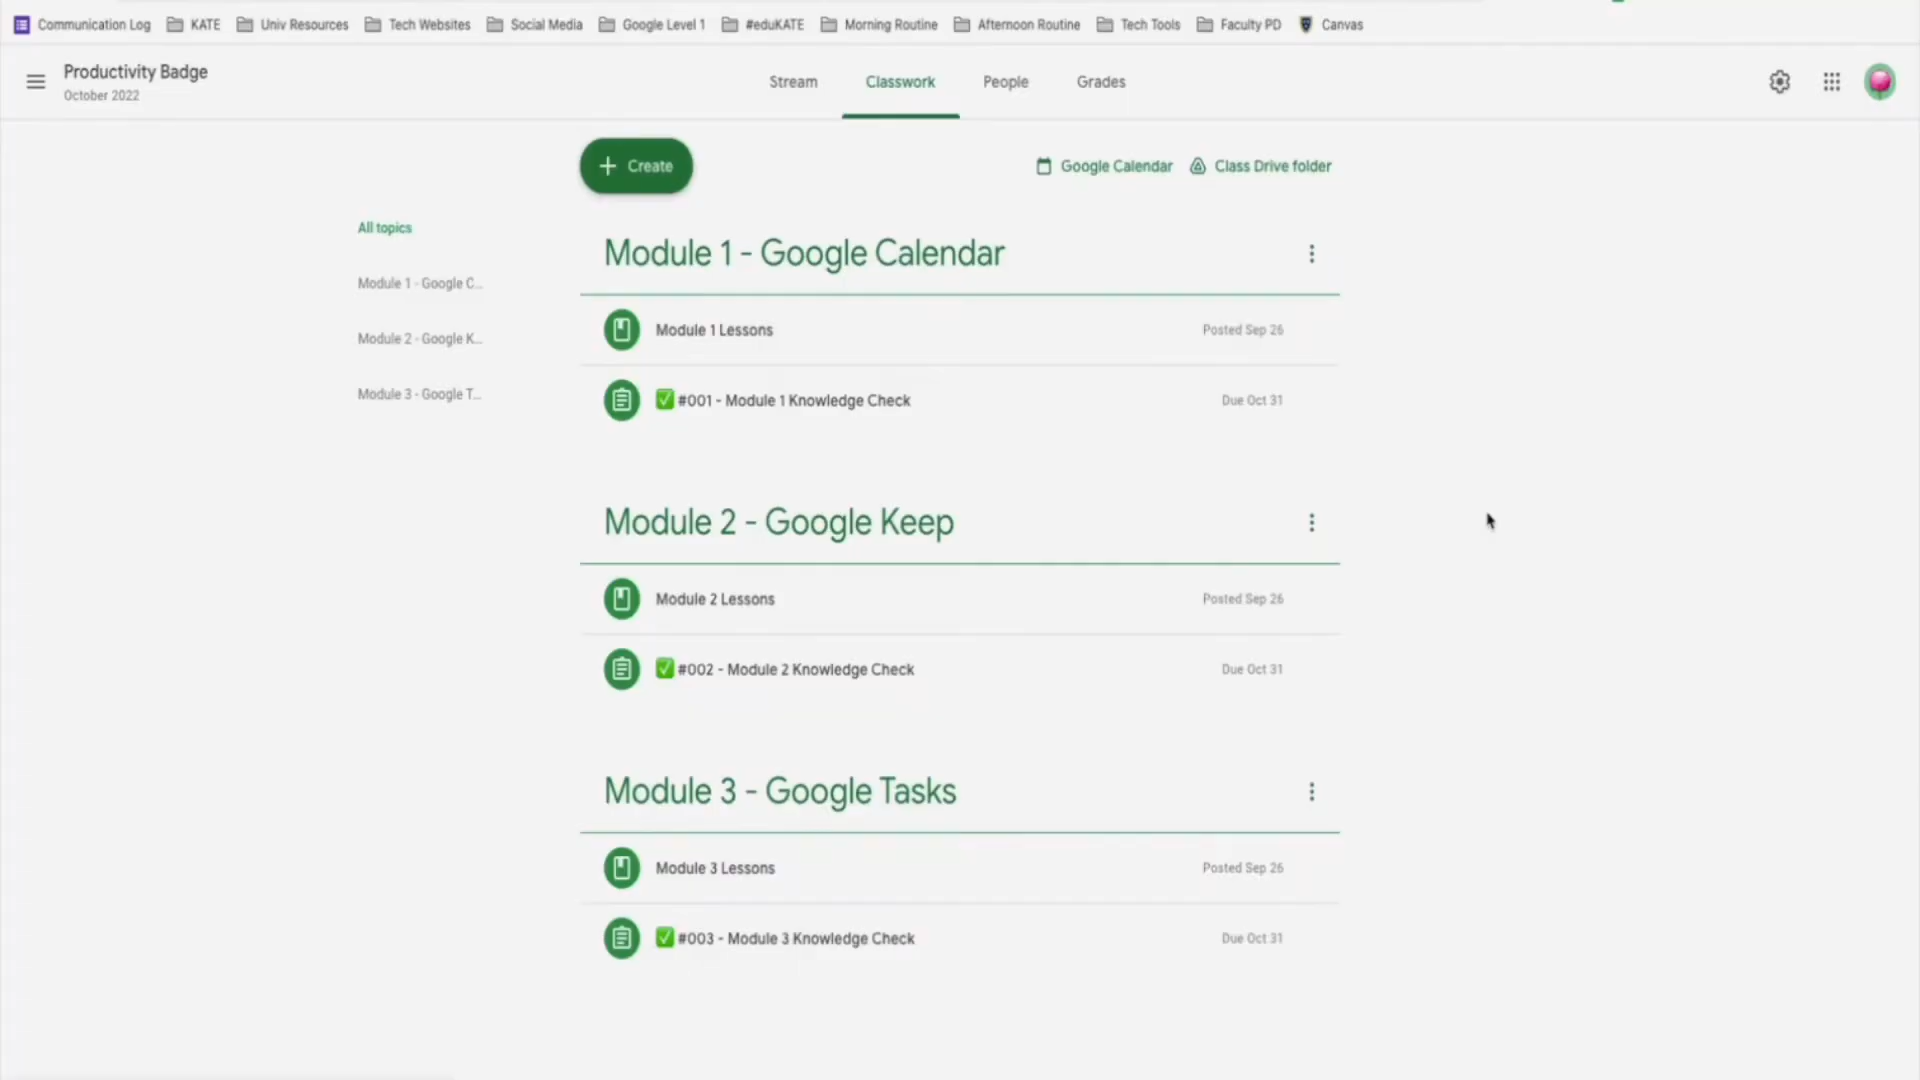 Communication Log KATE Univ Resources Tech Websites Social Media Google Level 1 #eduKATE Morning Routine Afternoon Routine Tech Tools Faculty PD Canvas
Productivity Badge
October 2022
Stream Classwork People Grades
+ Create
Google Calendar Class Drive folder
All topics
Module 1 - Google C...
Module 2 - Google K...
Module 3 - Google T...
Module 1 - Google Calendar
Module 1 Lessons Posted Sep 26
✅ #001 - Module 1 Knowledge Check Due Oct 31
Module 2 - Google Keep
Module 2 Lessons Posted Sep 26
✅ #002 - Module 2 Knowledge Check Due Oct 31
Module 3 - Google Tasks
Module 3 Lessons Posted Sep 26
✅ #003 - Module 3 Knowledge Check Due Oct 31